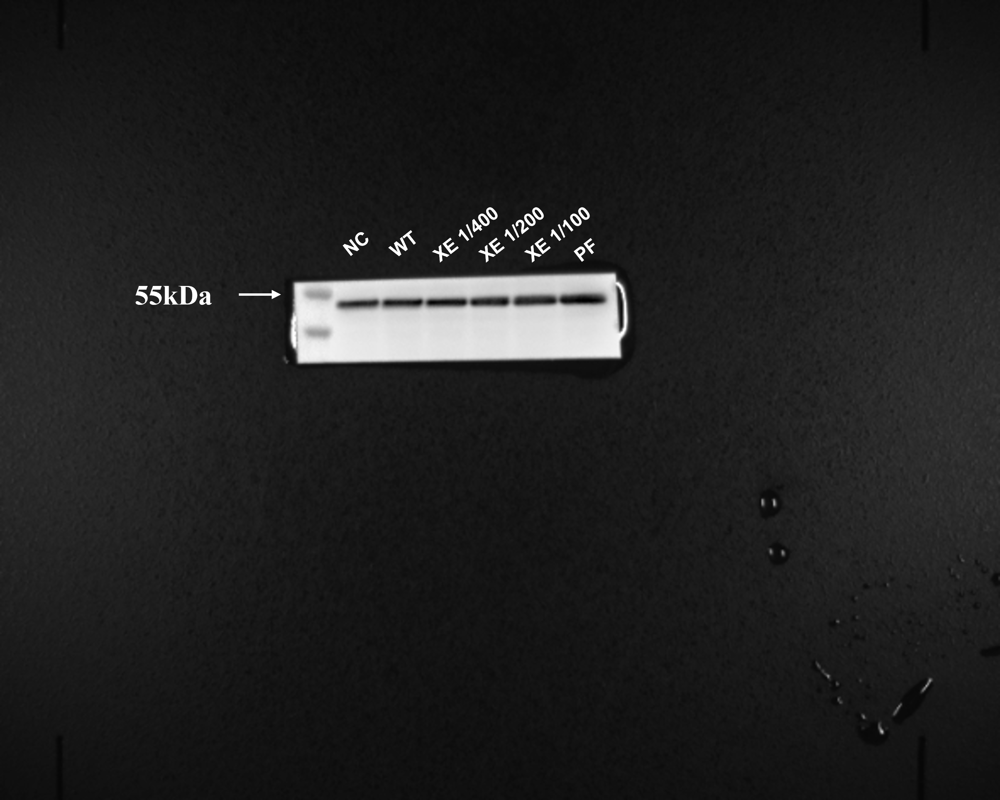 NC
WT
XE 1/400
XE 1/200
XE 1/100
PF
55kDa